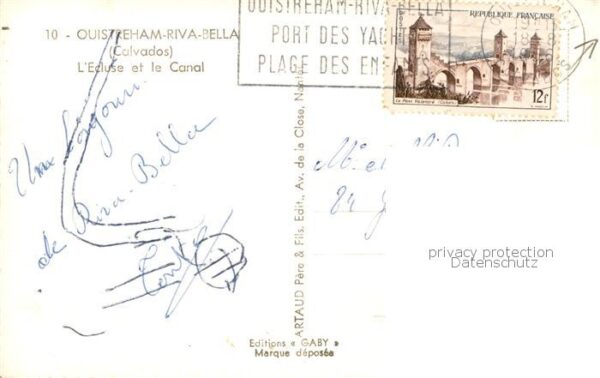 10 - OUISTREHAM-RIVA-BELLA
(Calvados)
L'Ecluse et le Canal
OUISTREHAM-RIVA-BELLA
PORT DES YAC
PLAGE DES EN
REPUBLIQUE FRANÇAISE
POSTES
Le Pont Valentré (Cahors)
12f
Un
de Riva-Bella
ARTAUD Père & Fils, Edit., Av. de la Close, Nantes
privacy protection
Datenschutz
Editions « GABY »
Marque déposée